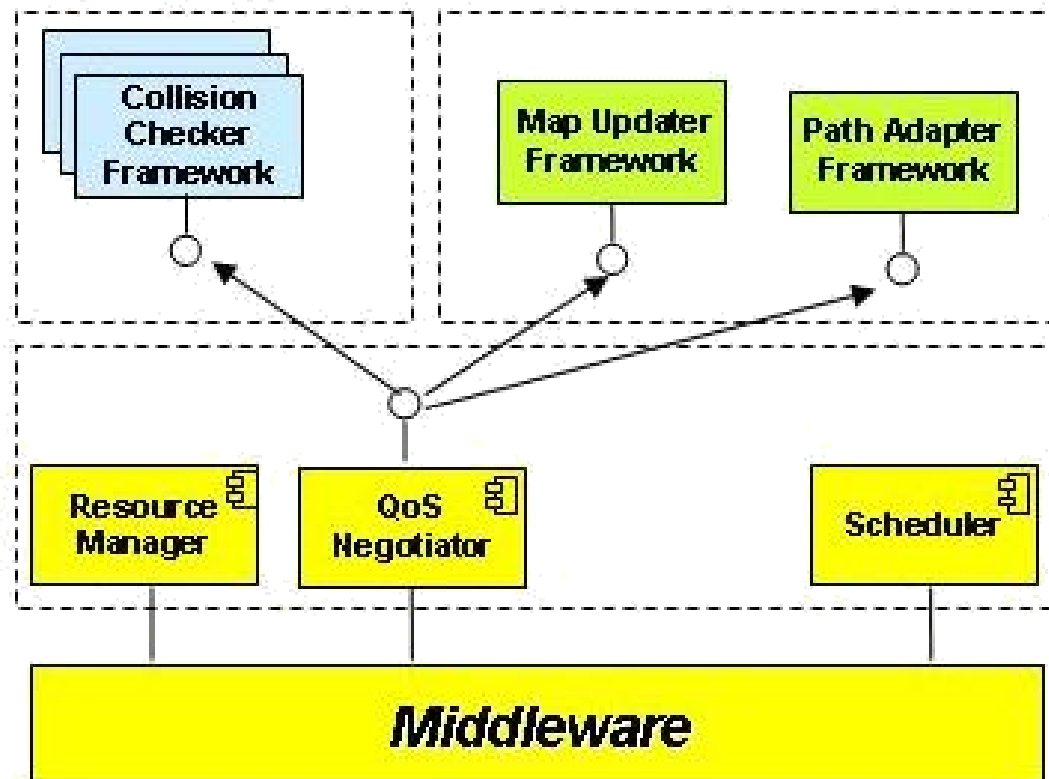 Collision
Checker
Framework
Map Updater
Framework
Path Adapter
Framework
Resource
Manager
QoS
Negotiator
Scheduler
Middleware